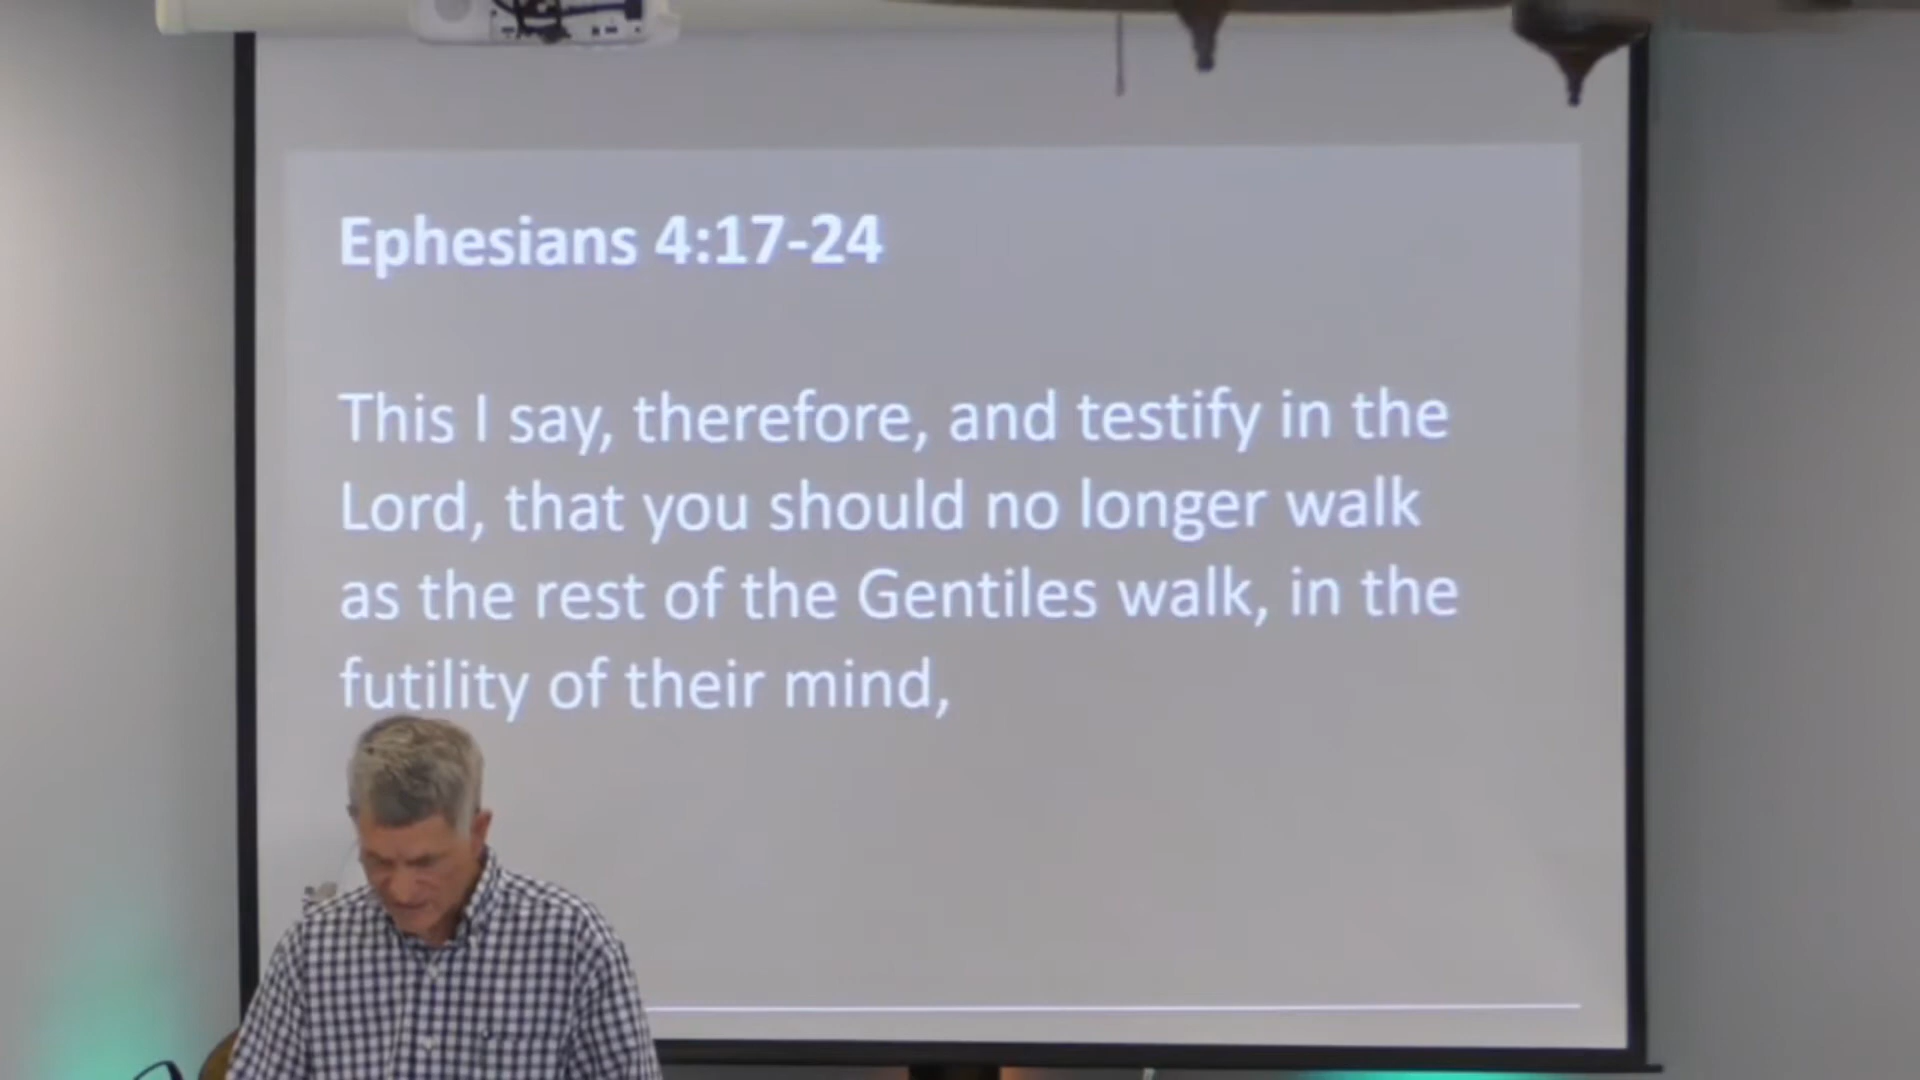 Ephesians 4:17-24
This I say, therefore, and testify in the
Lord, that you should no longer walk
as the rest of the Gentiles walk, in the
futility of their mind,